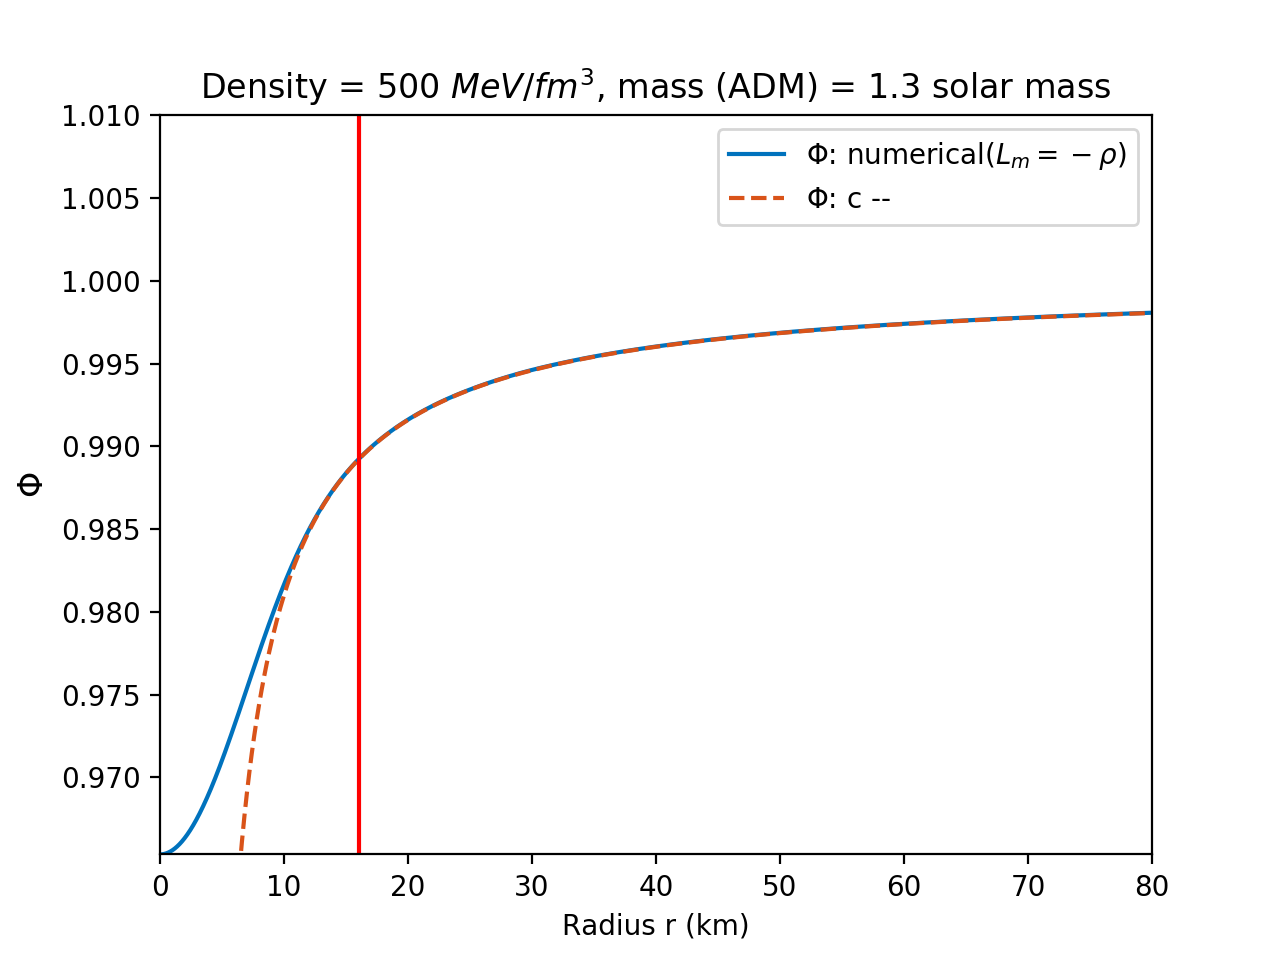 Density = 500 MeV/fm³, mass (ADM) = 1.3 solar mass
1.010
1.005
1.000
0.995
0.990
0.985
0.980
0.975
0.970
Φ
Φ: numerical(Lₘ = − ρ)
Φ: c --
0 10 20 30 40 50 60 70 80
Radius r (km)